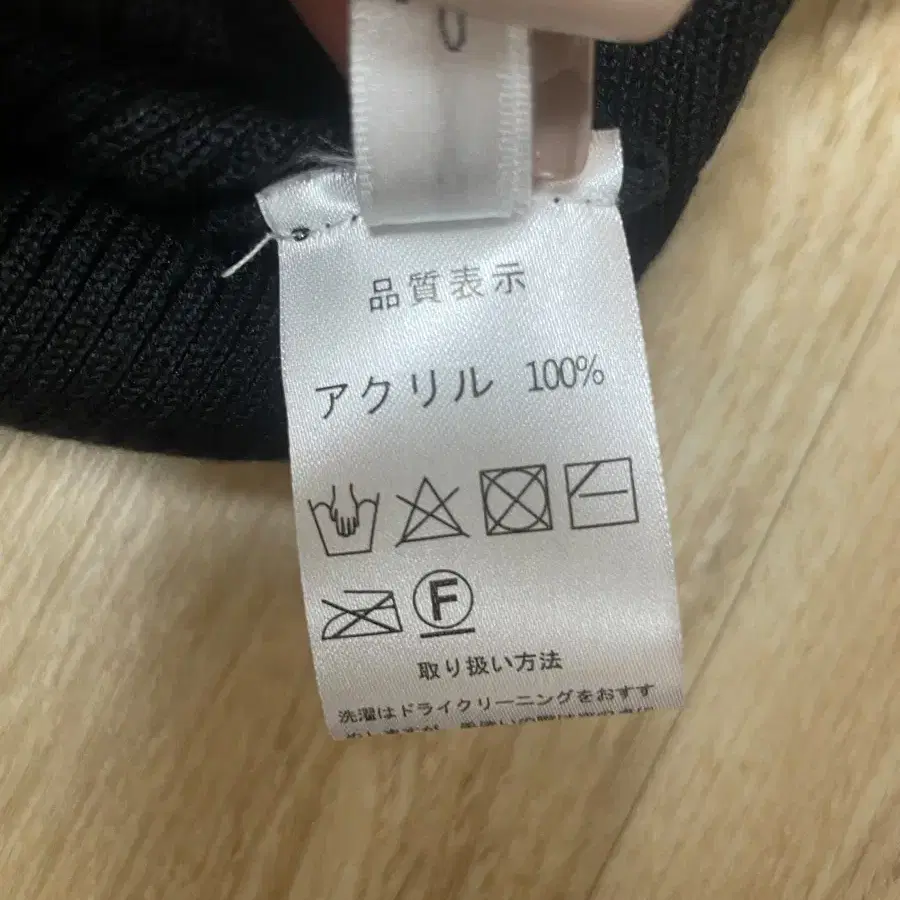 品質表示
アクリル 100%
F
取り扱い方法
洗濯はドライクリーニングをおすす